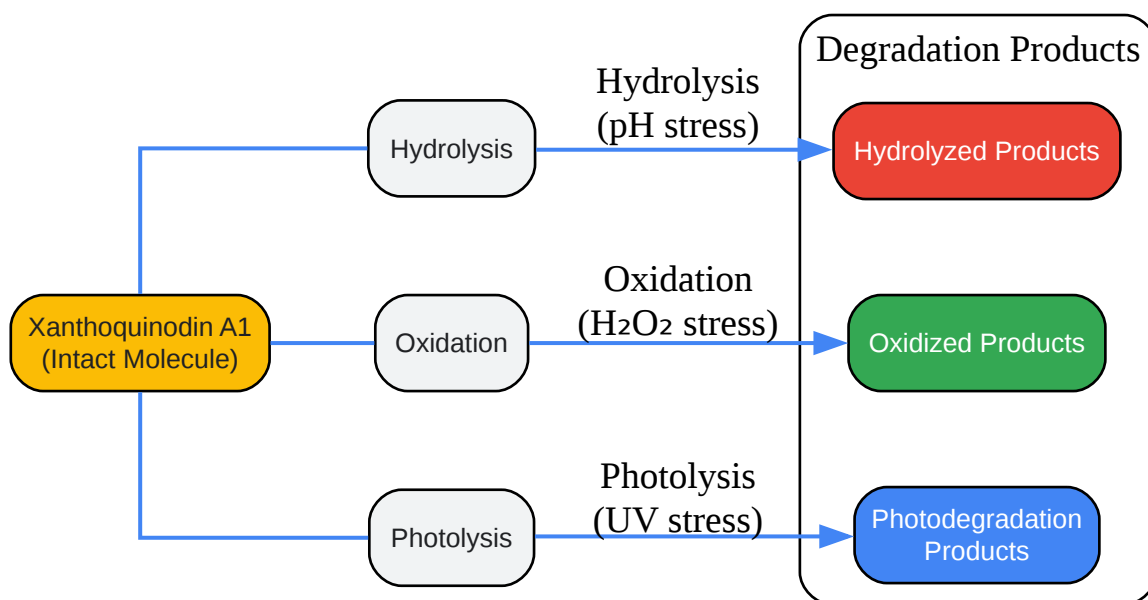 Degradation Products
Hydrolysis
(pH stress)
Hydrolysis
Hydrolyzed Products
Oxidation
(H₂O₂ stress)
Xanthoquinodin A1
(Intact Molecule)
Oxidation
Oxidized Products
Photolysis
(UV stress)
Photolysis
Photodegradation
Products